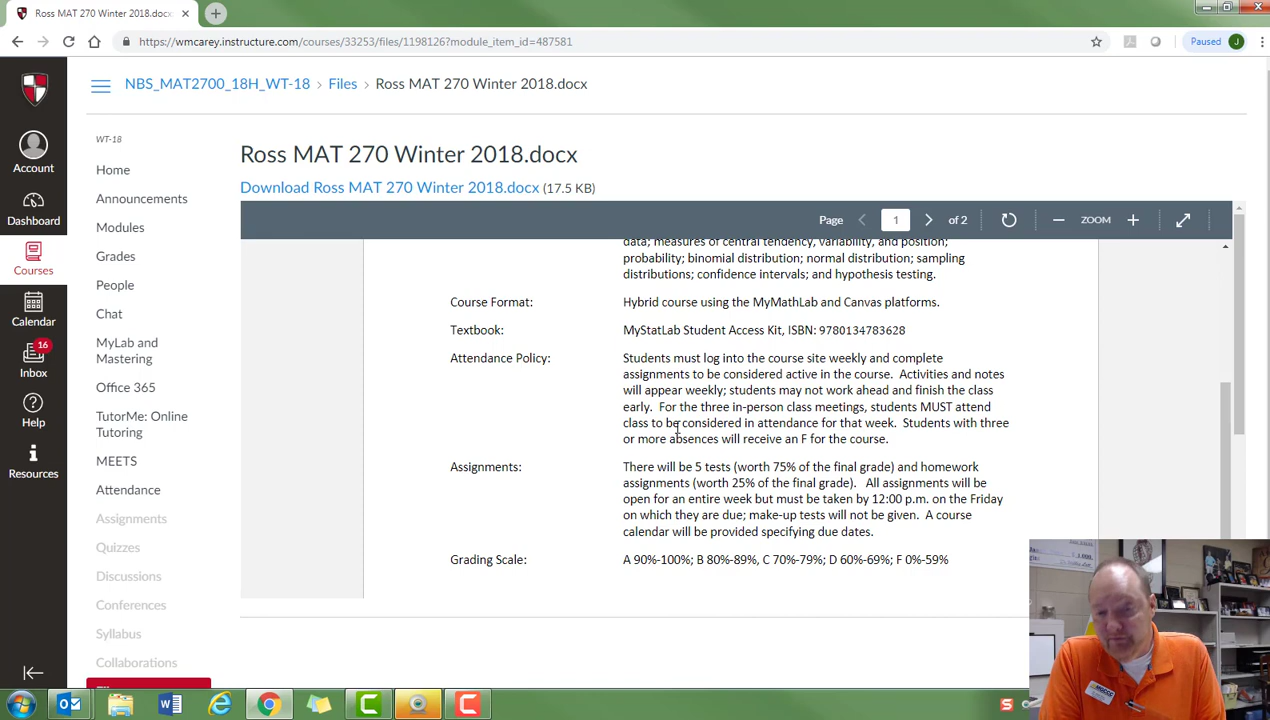 Ross MAT 270 Winter 2018.docx
https://wmcarey.instructure.com/courses/33253/files/1198126?module_item_id=487581
Paused
J
NBS_MAT2700_18H_WT-18 > Files > Ross MAT 270 Winter 2018.docx
Account
Dashboard
Courses
Calendar
16
Inbox
Help
Resources
WT-18
Home
Announcements
Modules
Grades
People
Chat
MyLab and
Mastering
Office 365
TutorMe: Online
Tutoring
MEETS
Attendance
Assignments
Quizzes
Discussions
Conferences
Syllabus
Collaborations
Ross MAT 270 Winter 2018.docx
Download Ross MAT 270 Winter 2018.docx (17.5 KB)
Page 1 of 2 ZOOM
data; measures of central tendency, variability, and position;
probability; binomial distribution; normal distribution; sampling
distributions; confidence intervals; and hypothesis testing.
Course Format: Hybrid course using the MyMathLab and Canvas platforms.
Textbook: MyStatLab Student Access Kit, ISBN: 9780134783628
Attendance Policy: Students must log into the course site weekly and complete
assignments to be considered active in the course. Activities and notes
will appear weekly; students may not work ahead and finish the class
early. For the three in-person class meetings, students MUST attend
class to be considered in attendance for that week. Students with three
or more absences will receive an F for the course.
Assignments: There will be 5 tests (worth 75% of the final grade) and homework
assignments (worth 25% of the final grade). All assignments will be
open for an entire week but must be taken by 12:00 p.m. on the Friday
on which they are due; make-up tests will not be given. A course
calendar will be provided specifying due dates.
Grading Scale: A 90%-100%; B 80%-89%, C 70%-79%; D 60%-69%; F 0%-59%